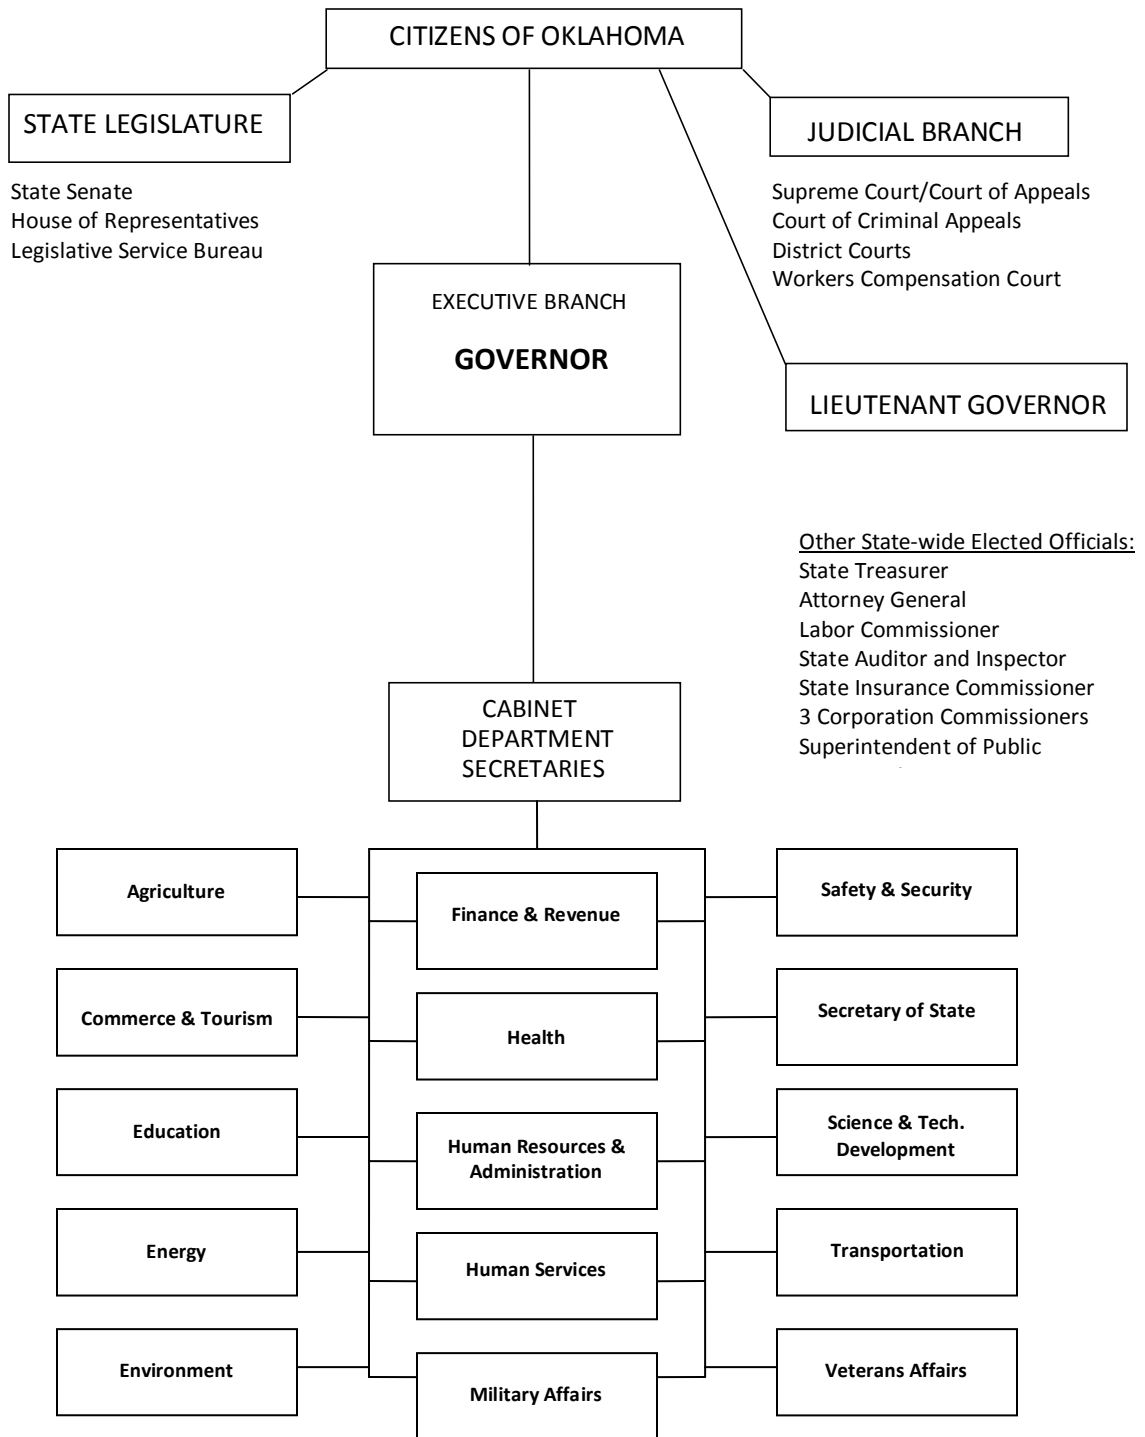 CITIZENS OF OKLAHOMA
STATE LEGISLATURE
State Senate
House of Representatives
Legislative Service Bureau
JUDICIAL BRANCH
Supreme Court/Court of Appeals
Court of Criminal Appeals
District Courts
Workers Compensation Court
EXECUTIVE BRANCH
GOVERNOR
LIEUTENANT GOVERNOR
Other State-wide Elected Officials:
State Treasurer
Attorney General
Labor Commissioner
State Auditor and Inspector
State Insurance Commissioner
3 Corporation Commissioners
Superintendent of Public
CABINET
DEPARTMENT
SECRETARIES
Agriculture
Commerce & Tourism
Education
Energy
Environment
Finance & Revenue
Health
Human Resources &
Administration
Human Services
Military Affairs
Safety & Security
Secretary of State
Science & Tech.
Development
Transportation
Veterans Affairs